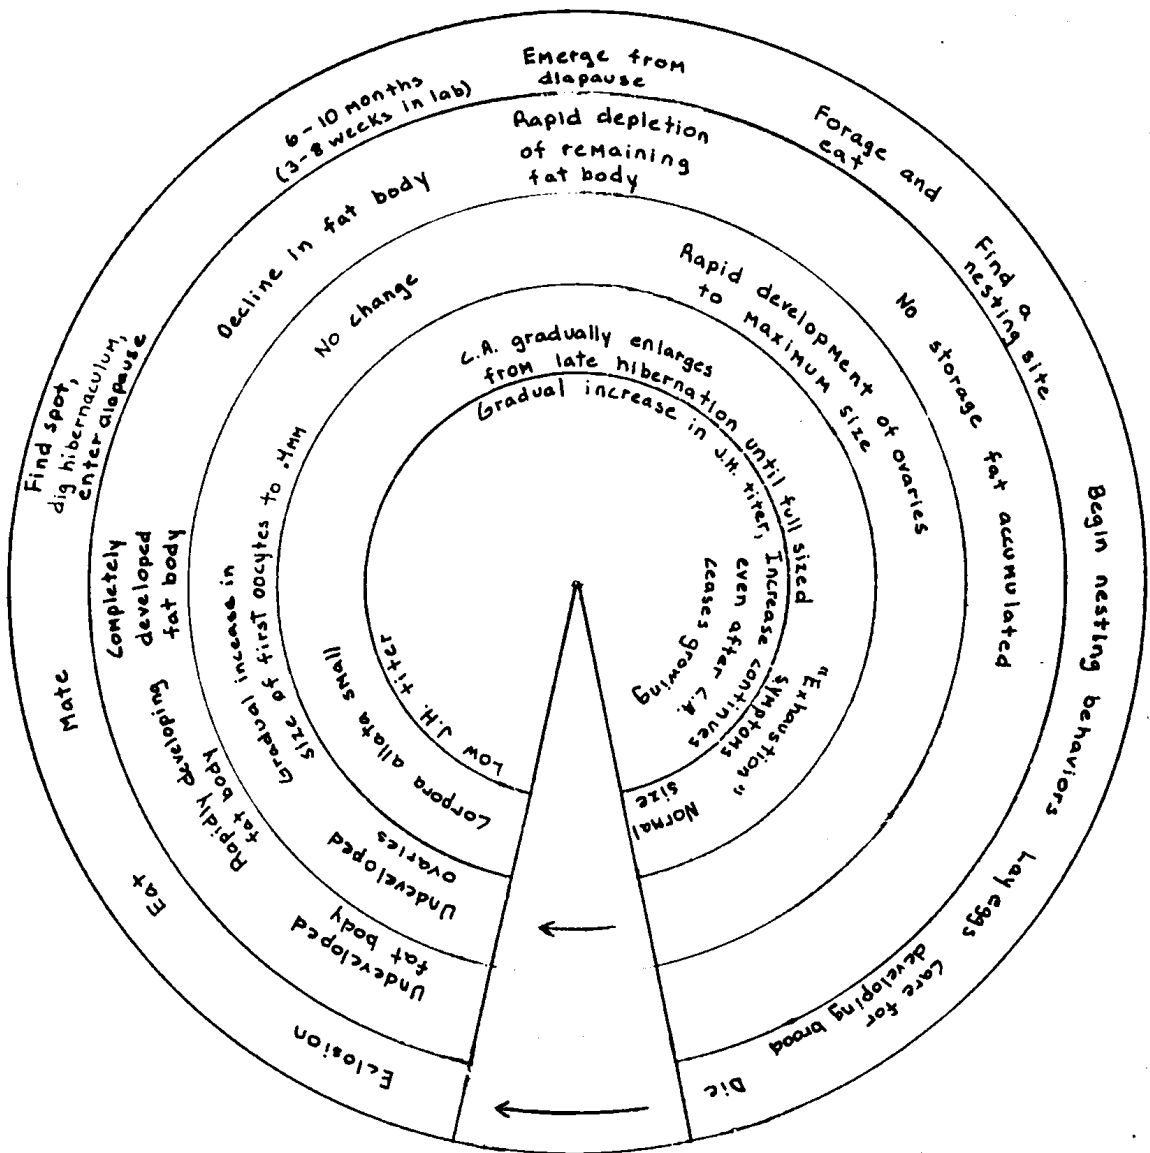 Eclosion
Eat
Mate
Find spot,
dig hibernaculum,
enter diapause
6-10 months
(3-8 weeks in lab)
Emerge from
diapause
Forage and
eat
Find a
nesting site
Begin nesting behaviors
Lay eggs
Care for
developing brood
Die
Undeveloped
fat body
Rapidly developing
fat body
Completely
developed
fat body
Decline in fat body
Rapid depletion
of remaining
fat body
No storage fat accumulated
Undeveloped
ovaries
Gradual increase in
size of first oocytes to .4mm
No change
Rapid development of ovaries
to maximum size
Corpora allata small
C.A. gradually enlarges
from late hibernation until full sized
"Exhaustion"
symptoms
Normal
size
Low J.H. titer
Gradual increase in J.H. titer, Increase continues
even after C.A.
ceases growing